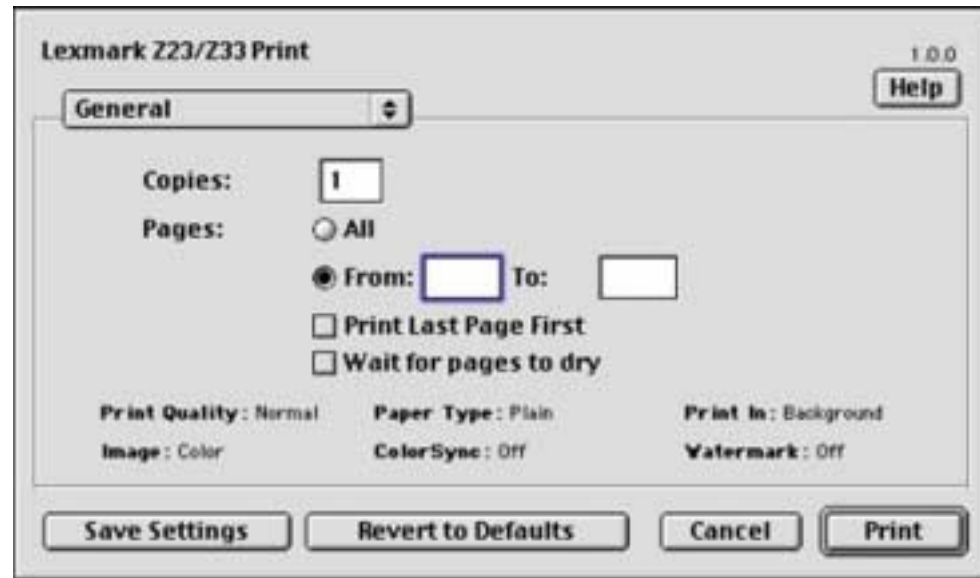 Lexmark Z23/Z33 Print
1.0.0
Help
General
Copies: 1
Pages: All
From: To:
Print Last Page First
Wait for pages to dry
Print Quality: Normal Paper Type: Plain Print In: Background
Image: Color ColorSync: Off Watermark: Off
Save Settings Revert to Defaults Cancel Print